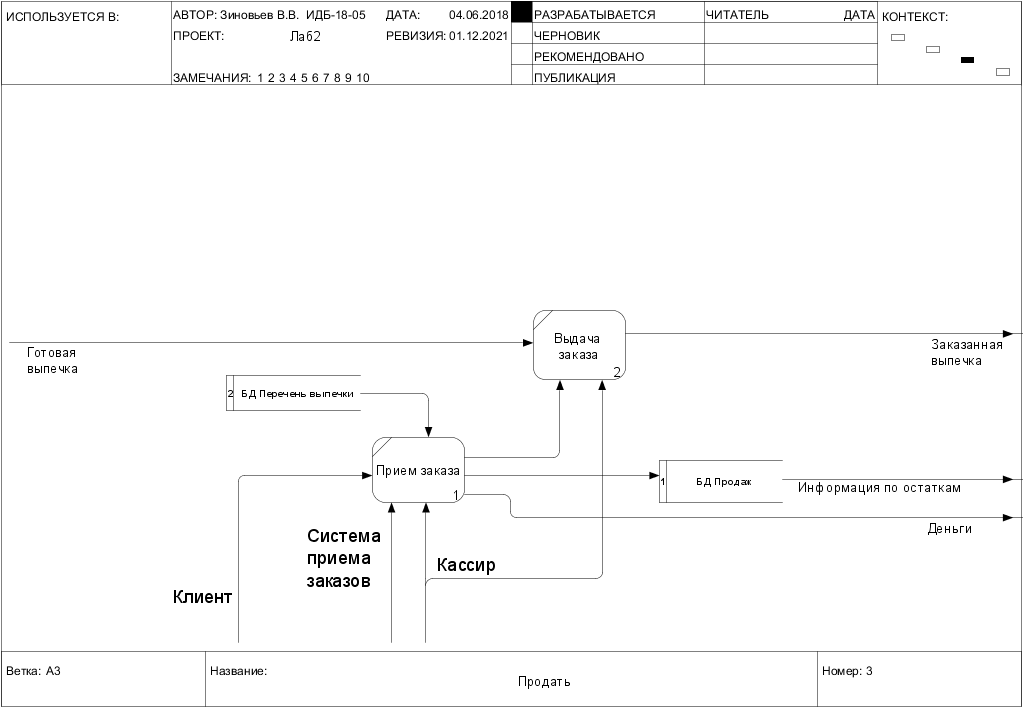 ИСПОЛЬЗУЕТСЯ В:
АВТОР: Зиновьев В.В. ИДБ-18-05
ДАТА: 04.06.2018
ПРОЕКТ: Лаб2
РЕВИЗИЯ: 01.12.2021
ЗАМЕЧАНИЯ: 1 2 3 4 5 6 7 8 9 10
РАЗРАБАТЫВАЕТСЯ
ЧЕРНОВИК
РЕКОМЕНДОВАНО
ПУБЛИКАЦИЯ
ЧИТАТЕЛЬ ДАТА
КОНТЕКСТ:
Выдача
заказа
2
Готовая
выпечка
Заказанная
выпечка
2 БД Перечень выпечки
Прием заказа
1
1 БД Продаж
Информация по остаткам
Деньги
Система
приема
заказов
Кассир
Клиент
Ветка: A3
Название:
Продать
Номер: 3